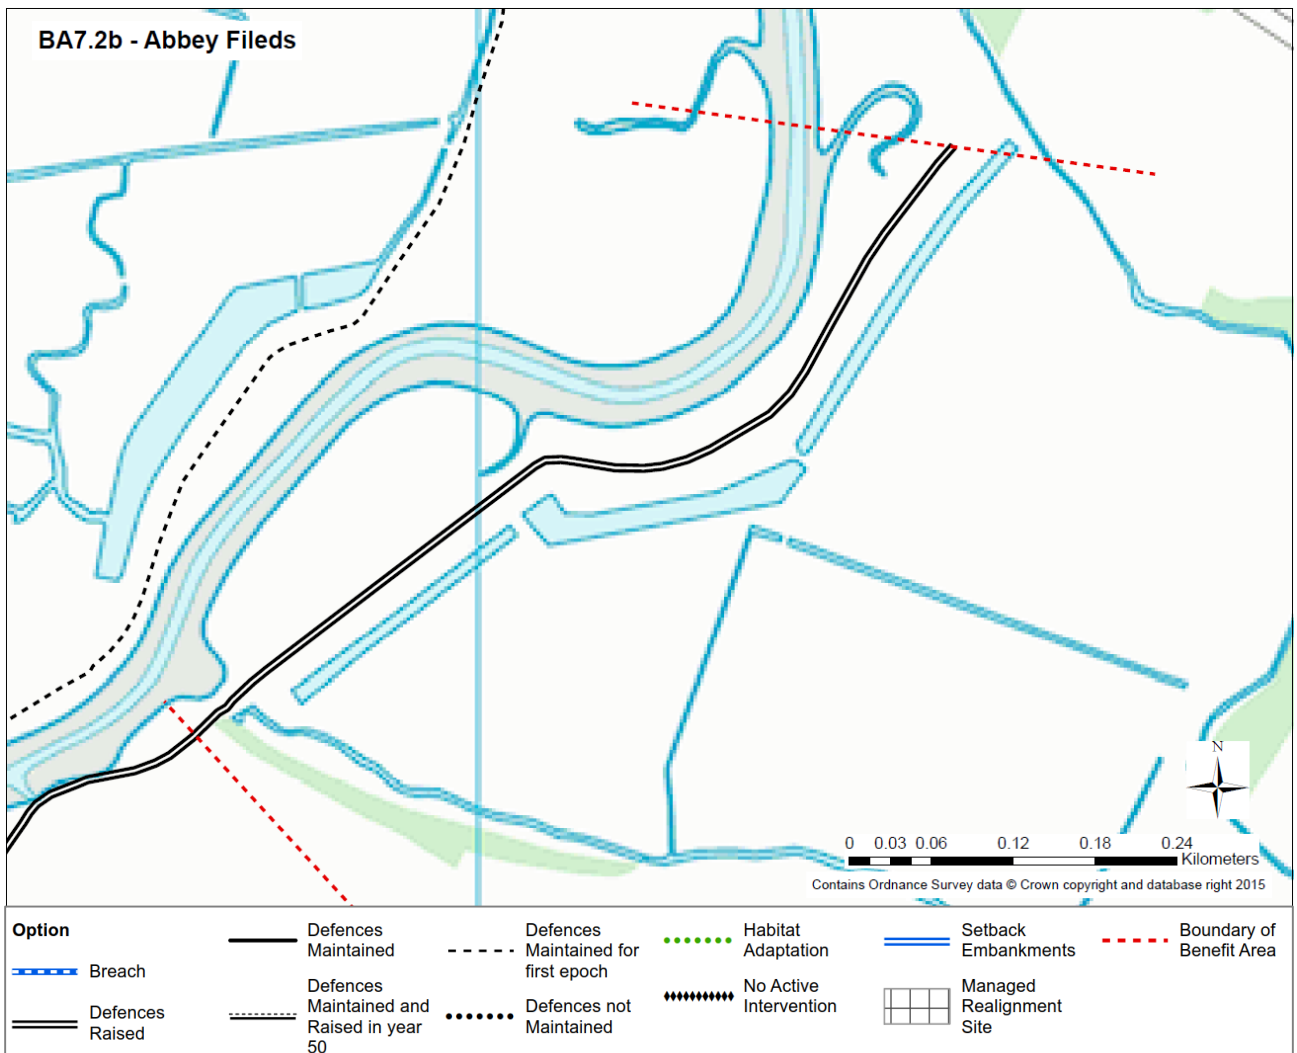 BA7.2b - Abbey Fileds
N
0 0.03 0.06 0.12 0.18 0.24
Kilometers
Contains Ordnance Survey data © Crown copyright and database right 2015
Option
Breach
Defences
Raised
Defences
Maintained
Defences
Maintained and
Raised in year
50
Defences
Maintained for
first epoch
Defences not
Maintained
Habitat
Adaptation
No Active
Intervention
Setback
Embankments
Managed
Realignment
Site
Boundary of
Benefit Area